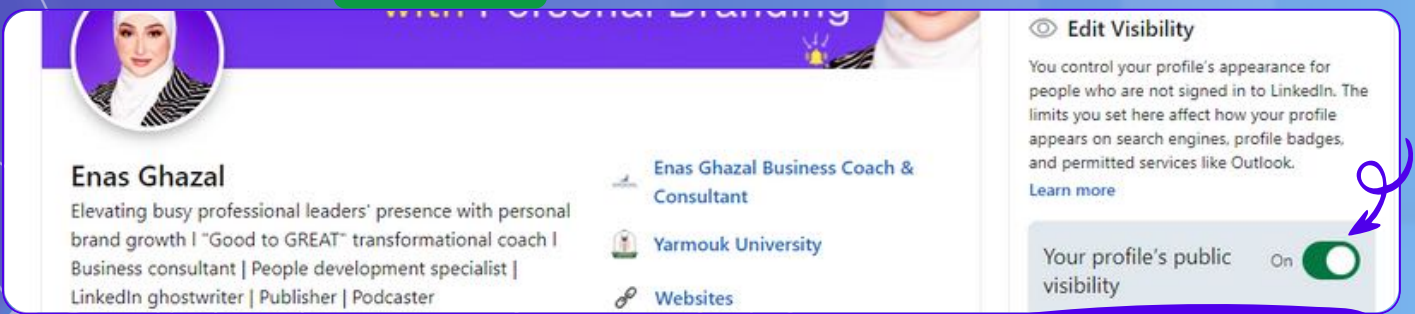 with Personal Branding
Enas Ghazal
Elevating busy professional leaders' presence with personal
brand growth l "Good to GREAT" transformational coach l
Business consultant | People development specialist |
LinkedIn ghostwriter | Publisher | Podcaster
Enas Ghazal Business Coach &
Consultant
Yarmouk University
Websites
Edit Visibility
You control your profile's appearance for
people who are not signed in to LinkedIn. The
limits you set here affect how your profile
appears on search engines, profile badges,
and permitted services like Outlook.
Learn more
Your profile's public
visibility
On